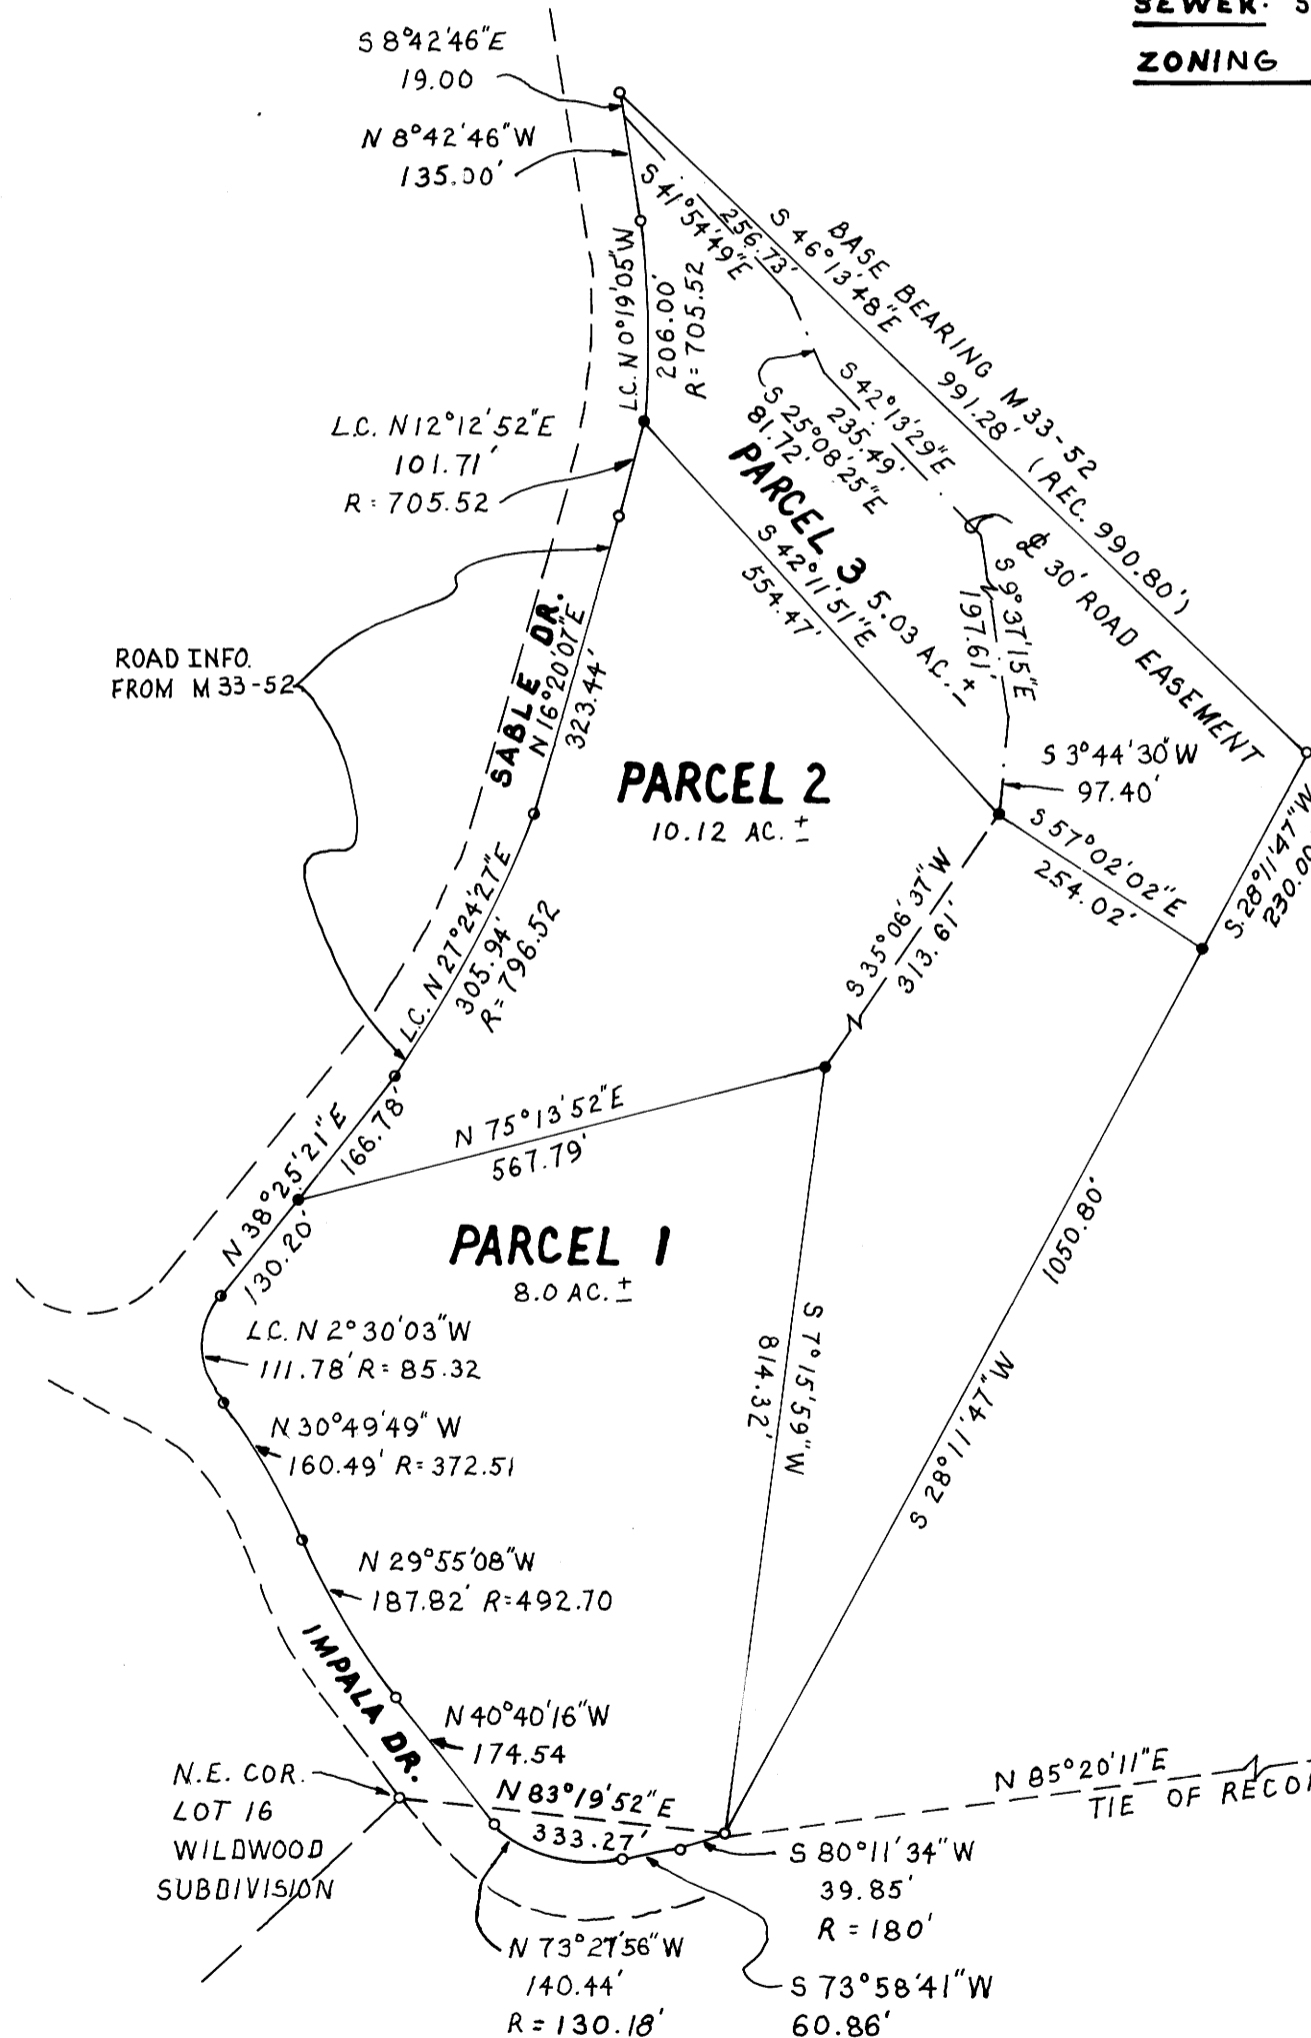 SEWER:
ZONING
S 8°42'46"E
19.00
N 8°42'46"W
135.00'
S 41°54'49"E
256.73'
S 46°13'48"E
BASE BEARING M33-52
991.28' (REC. 990.80')
L.C. N 0°19'05"W
206.00'
R = 705.52
S 25°08'25"E
81.72'
S 42°13'29"E
235.49'
L.C. N 12°12'52"E
101.71'
R = 705.52
PARCEL 3
5.03 AC. ±
S 42°11'51"E
554.47'
℄ 30' ROAD EASEMENT
S 9°37'15"E
197.61'
ROAD INFO.
FROM M 33-52
SABLE DR.
N 16°20'07"E
323.44'
S 3°44'30"W
97.40'
PARCEL 2
10.12 AC. ±
S 57°02'02"E
254.02'
S 28°11'47"W
230.00
L.C. N 27°24'27"E
305.94'
R = 796.52
S 35°06'37"W
313.61'
N 75°13'52"E
567.79'
N 38°25'21"E
166.78'
130.20'
PARCEL 1
8.0 AC. ±
1050.80'
S 28°11'47"W
L.C. N 2°30'03"W
111.78' R = 85.32
S 7°15'59"W
814.32'
N 30°49'49" W
160.49' R = 372.51
N 29°55'08"W
187.82' R = 492.70
IMPALA DR.
N 40°40'16"W
174.54
N.E. COR.
LOT 16
WILDWOOD
SUBDIVISION
N 83°19'52"E
333.27'
N 85°20'11"E
TIE OF
S 80°11'34"W
39.85'
R = 180'
N 73°27'56"W
140.44'
R = 130.18'
S 73°58'41"W
60.86'